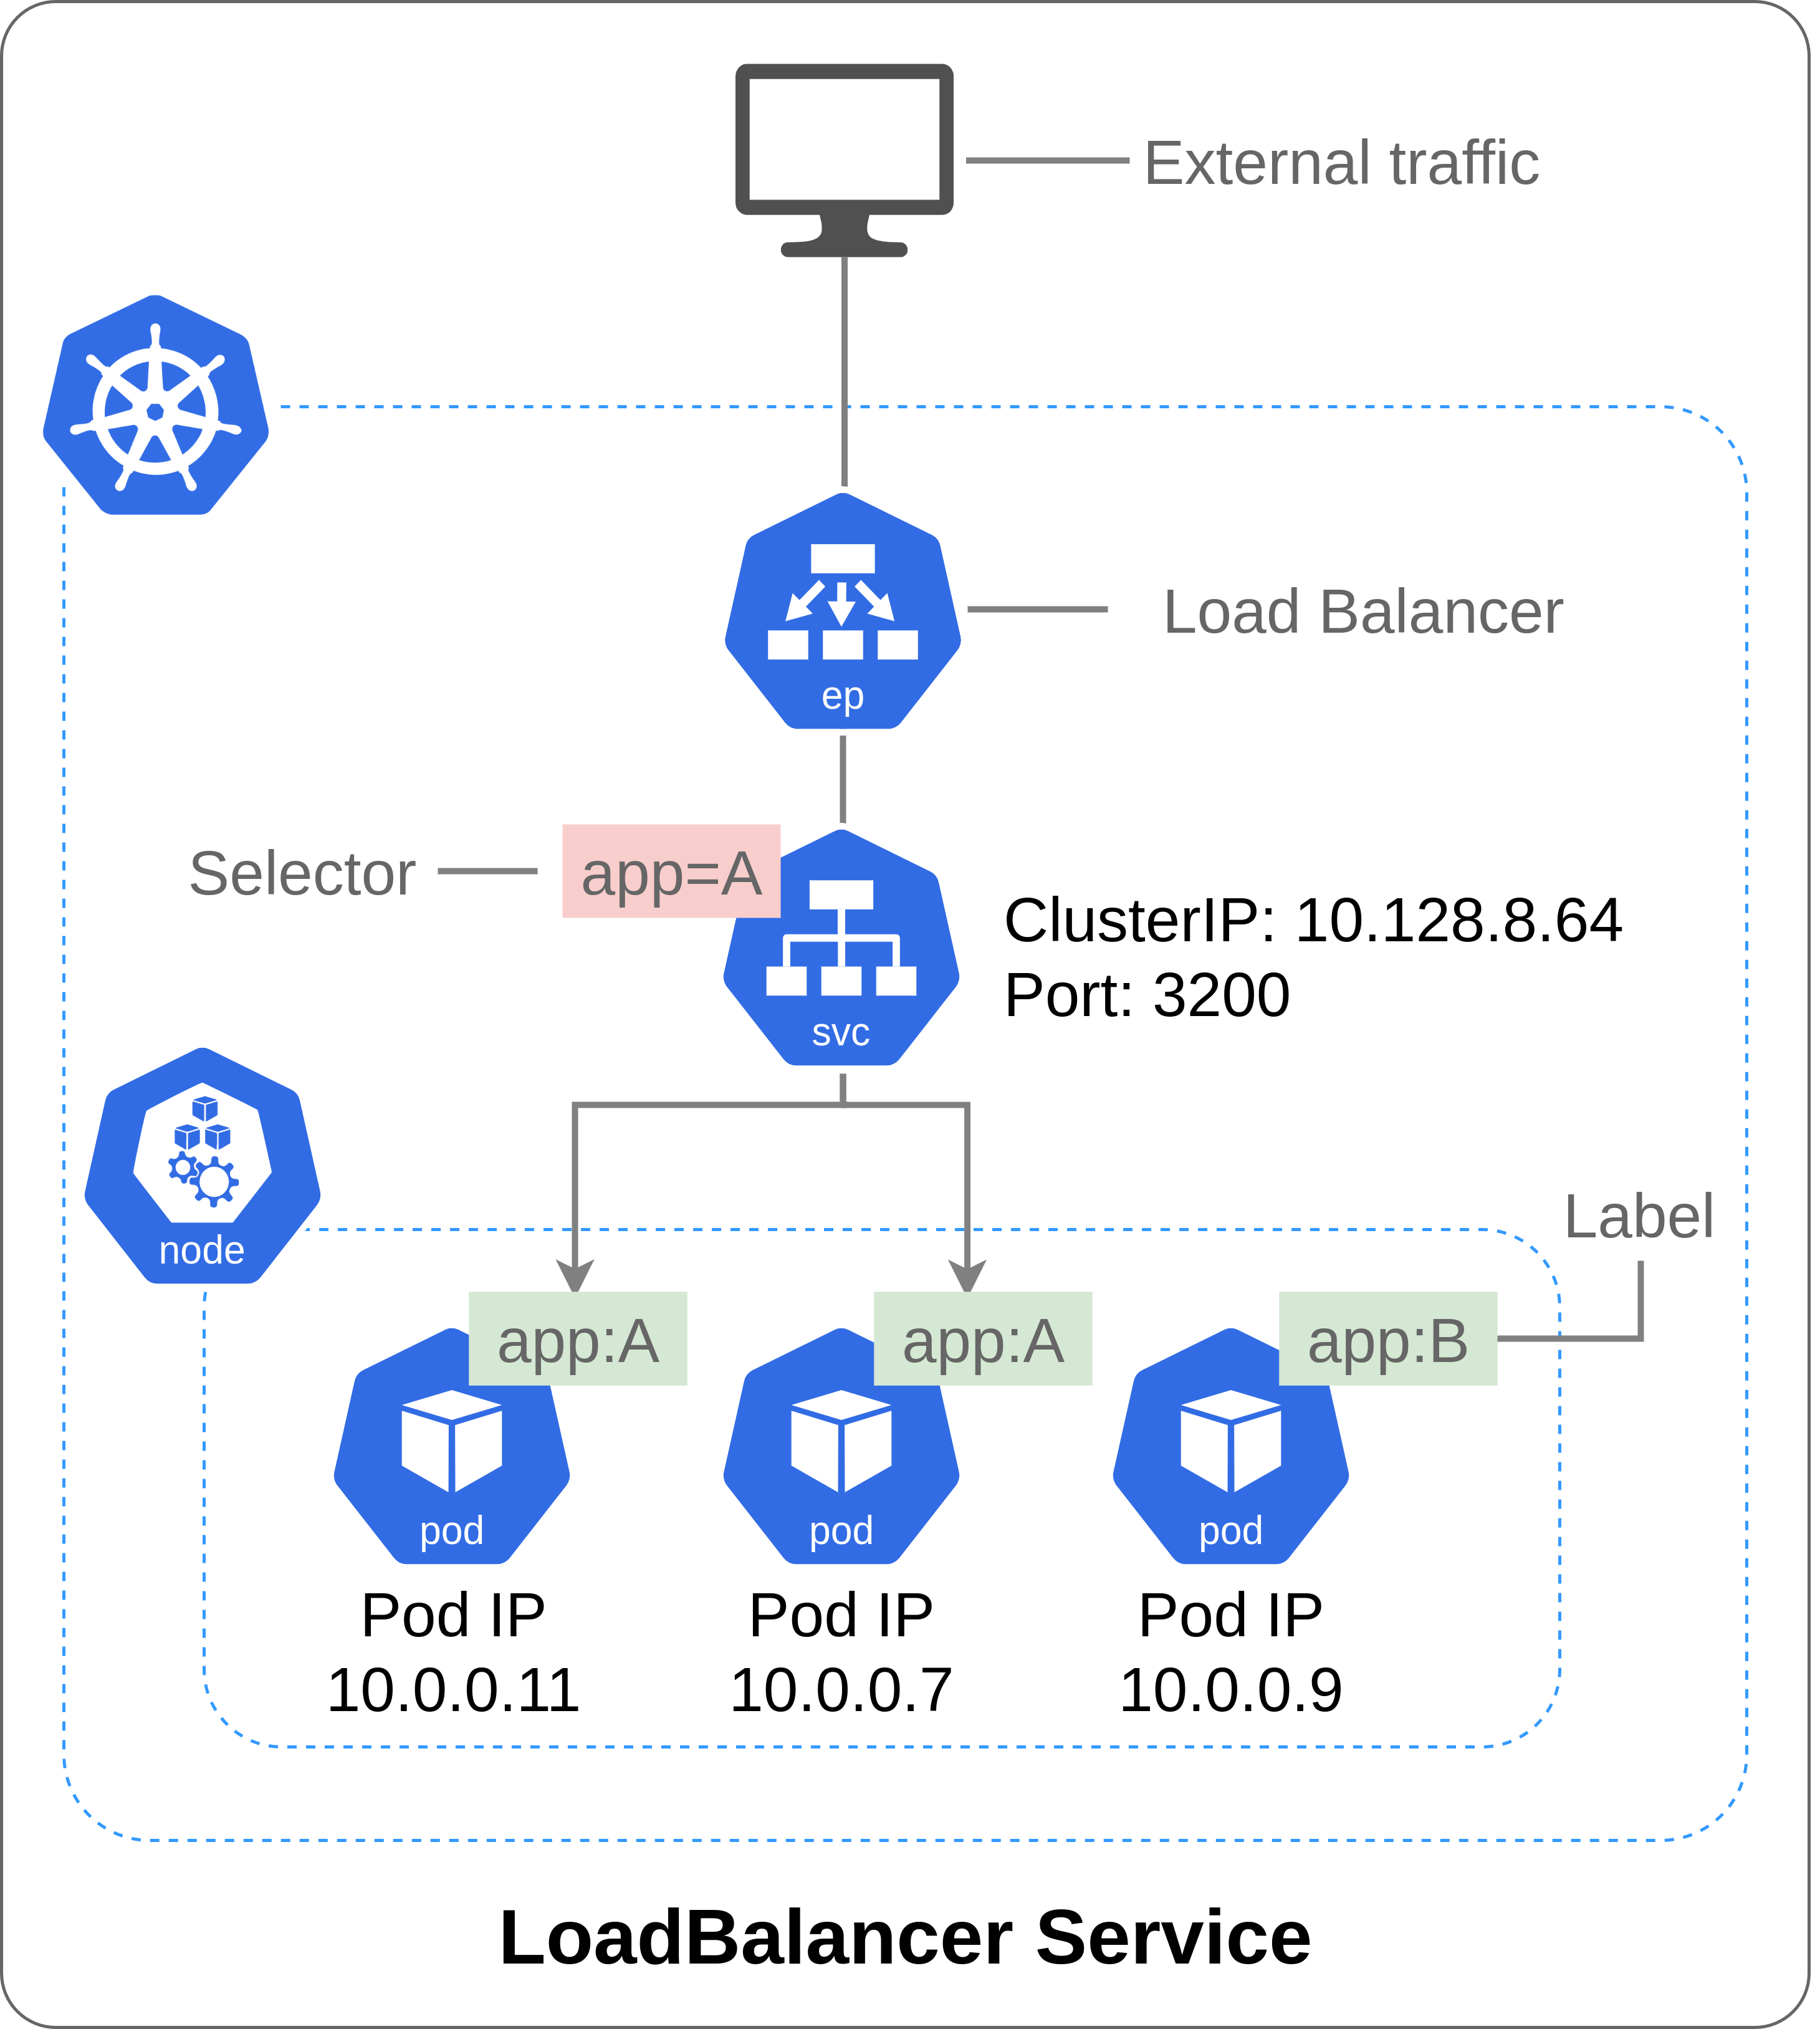 External traffic
Load Balancer
ep
Selector
app=A
ClusterIP: 10.128.8.64
Port: 3200
svc
node
Label
app:A
app:A
app:B
pod
pod
pod
Pod IP
10.0.0.11
Pod IP
10.0.0.7
Pod IP
10.0.0.9
LoadBalancer Service